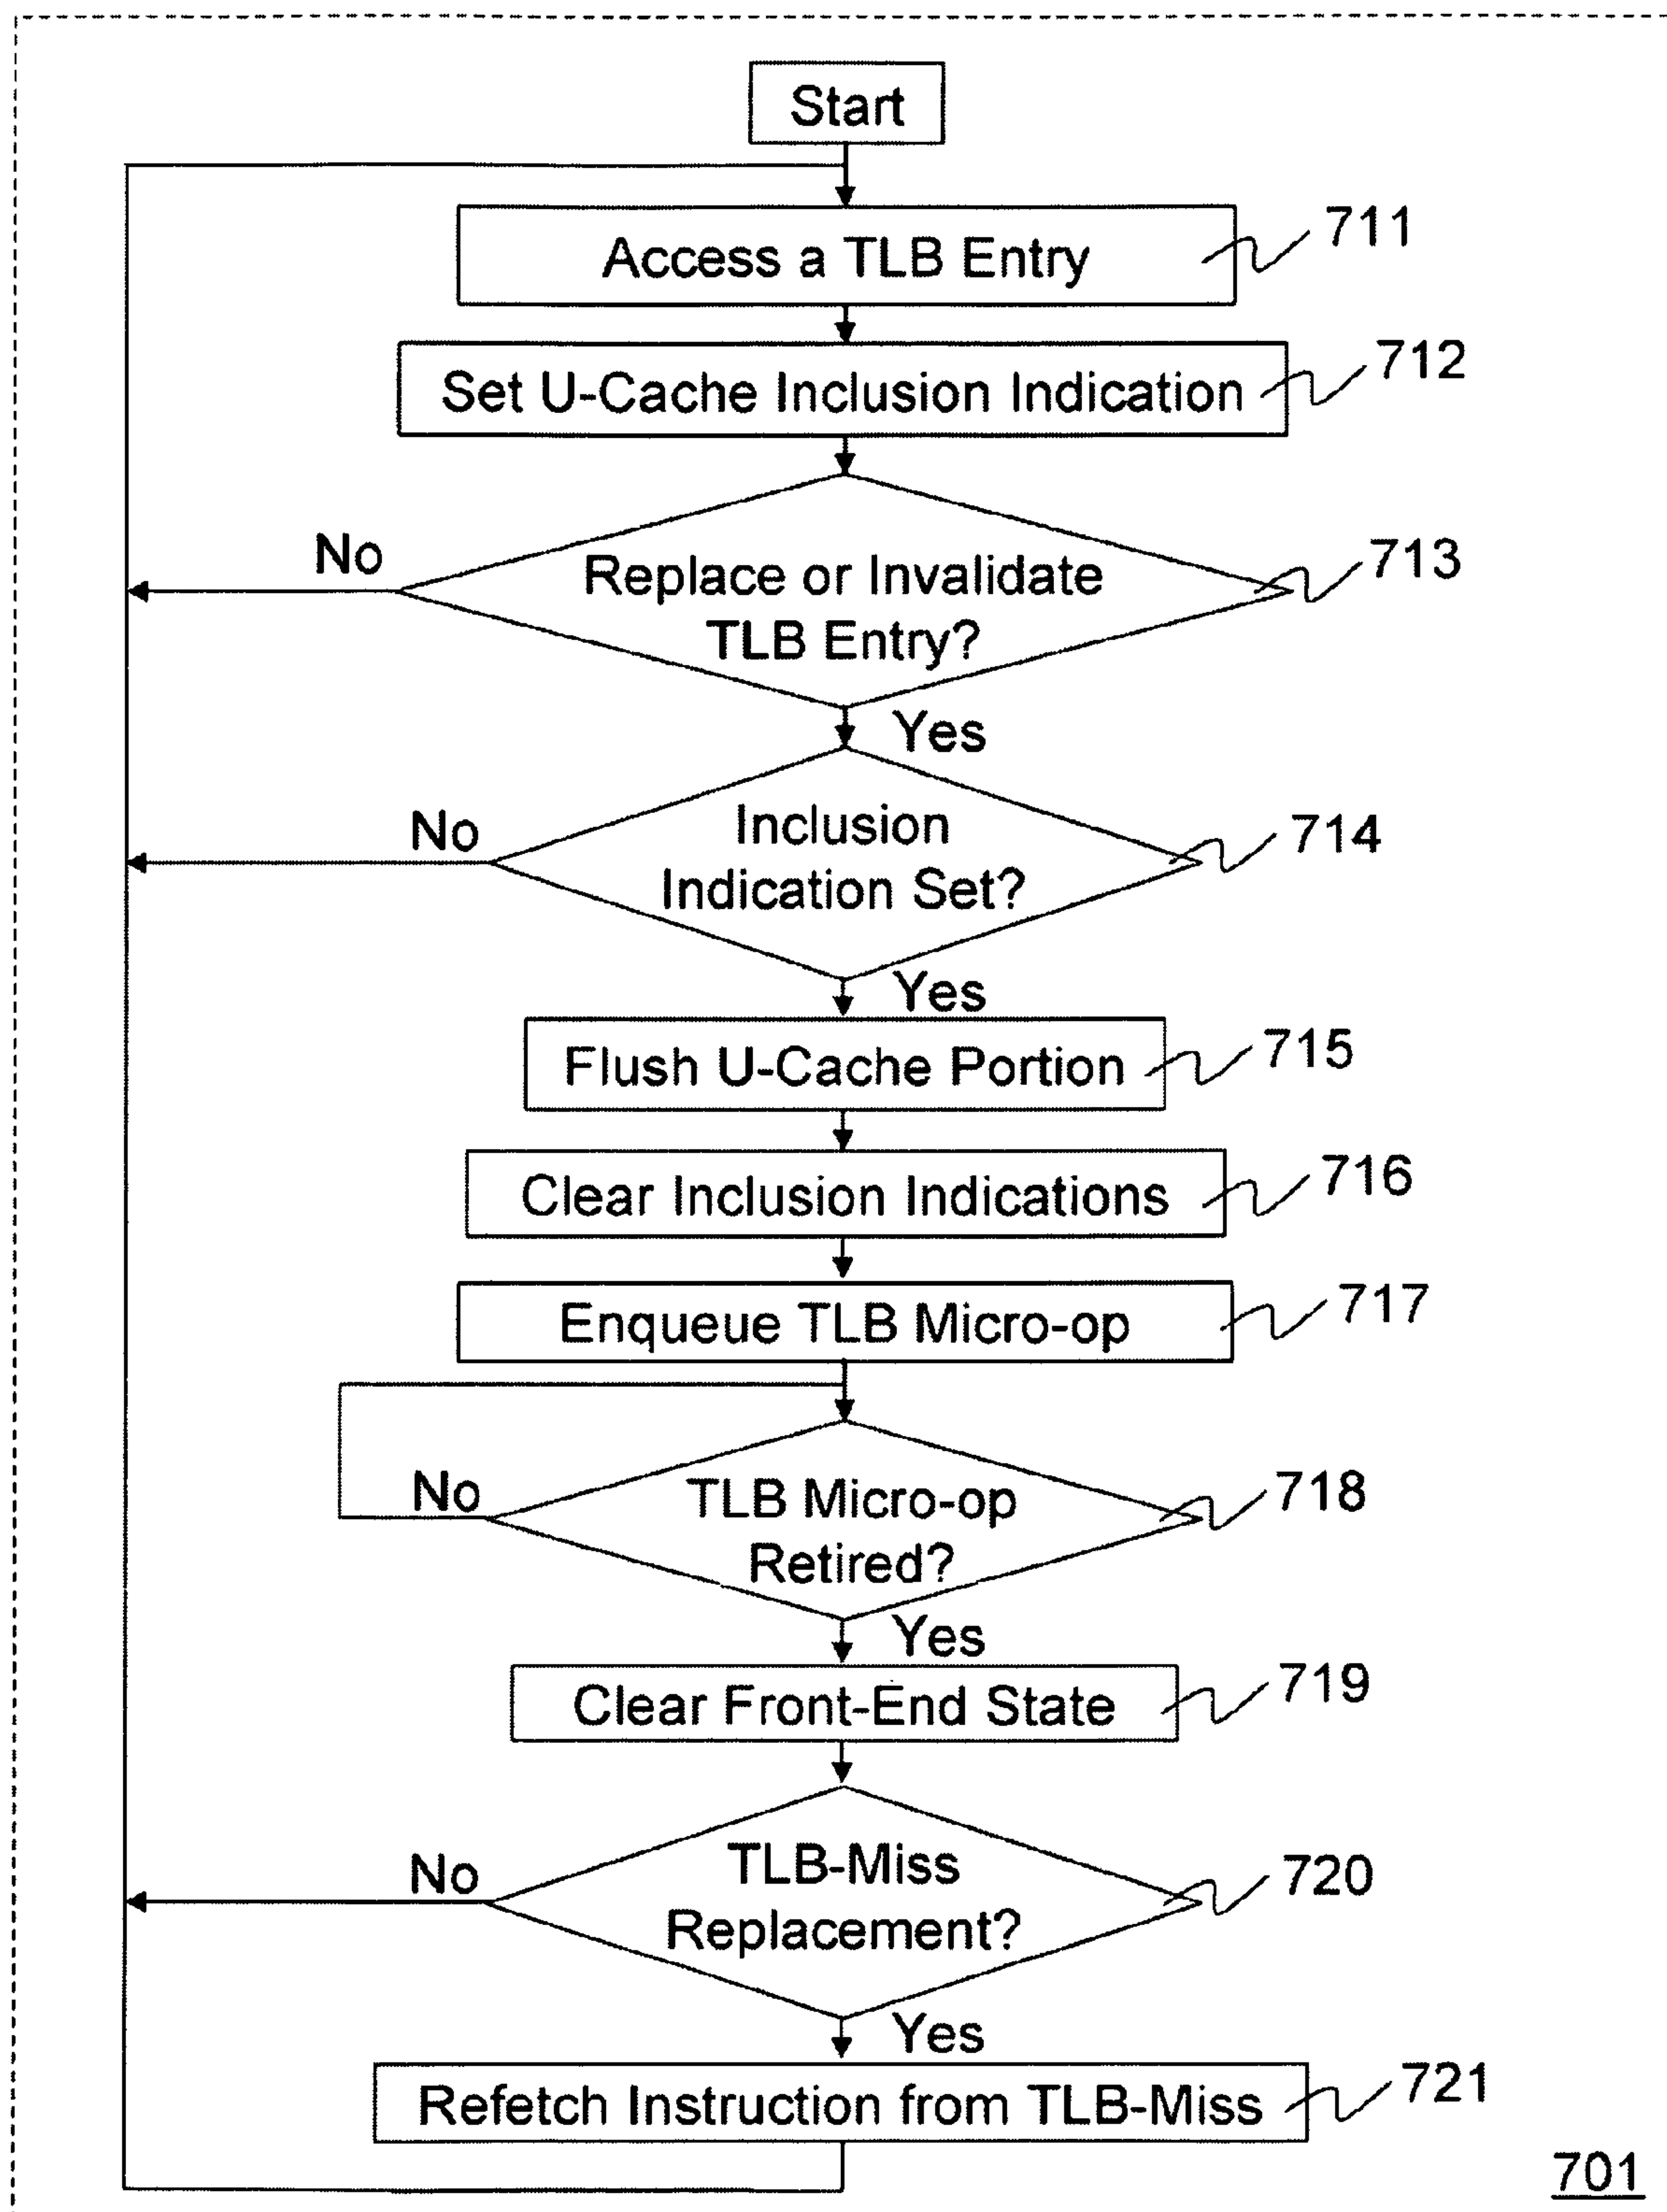 Start
Access a TLB Entry
711
Set U-Cache Inclusion Indication
712
Replace or Invalidate
TLB Entry?
713
No
Yes
Inclusion
Indication Set?
714
No
Yes
Flush U-Cache Portion
715
Clear Inclusion Indications
716
Enqueue TLB Micro-op
717
TLB Micro-op
Retired?
718
No
Yes
Clear Front-End State
719
TLB-Miss
Replacement?
720
No
Yes
Refetch Instruction from TLB-Miss
721
701